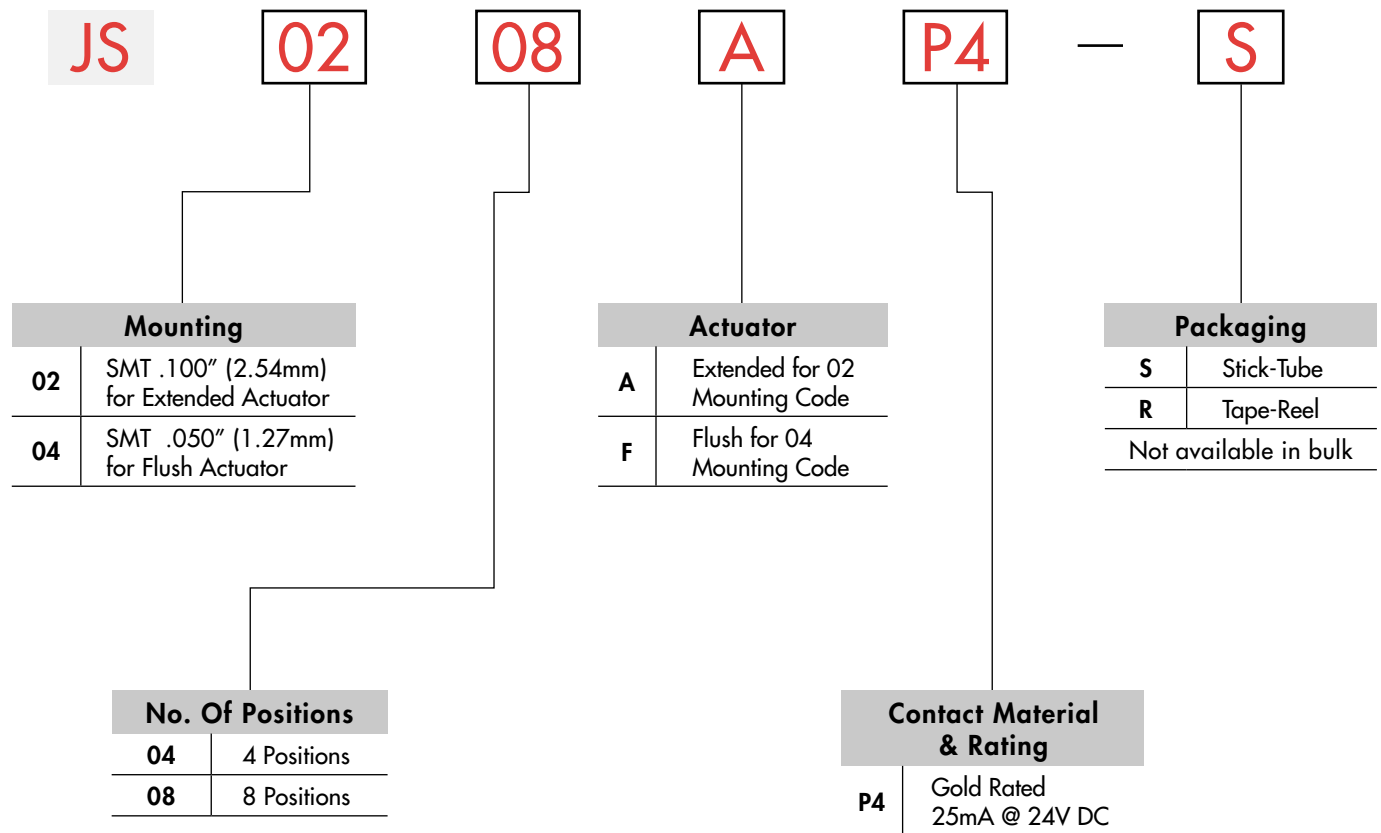 JS 02 08 A P4 — S
Mounting
02 SMT .100″ (2.54mm)
for Extended Actuator
04 SMT .050″ (1.27mm)
for Flush Actuator
Actuator
A Extended for 02
Mounting Code
F Flush for 04
Mounting Code
Packaging
S Stick-Tube
R Tape-Reel
Not available in bulk
No. Of Positions
04 4 Positions
08 8 Positions
Contact Material
& Rating
P4 Gold Rated
25mA @ 24V DC